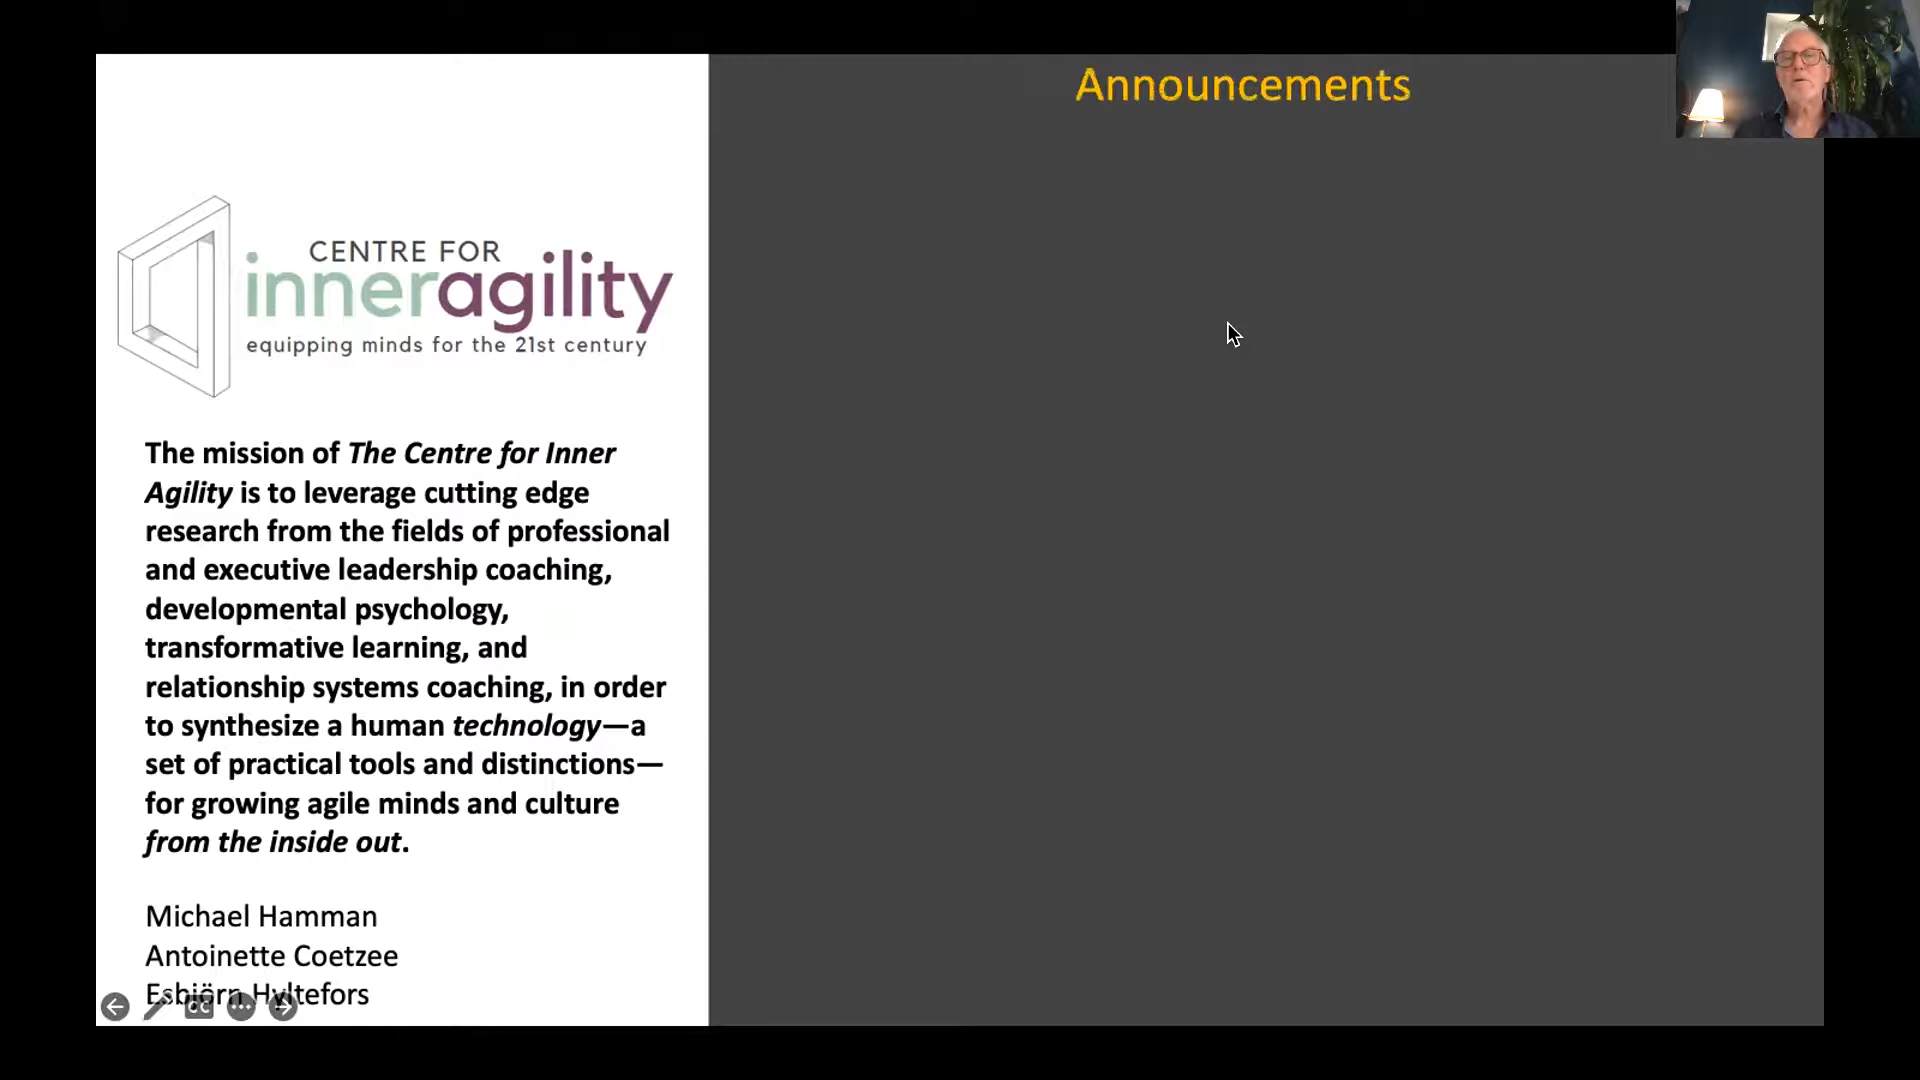 Announcements
CENTRE FOR
inneragility
equipping minds for the 21st century
The mission of The Centre for Inner
Agility is to leverage cutting edge
research from the fields of professional
and executive leadership coaching,
developmental psychology,
transformative learning, and
relationship systems coaching, in order
to synthesize a human technology—a
set of practical tools and distinctions—
for growing agile minds and culture
from the inside out.
Michael Hamman
Antoinette Coetzee
Esbjörn Hyltefors
CC